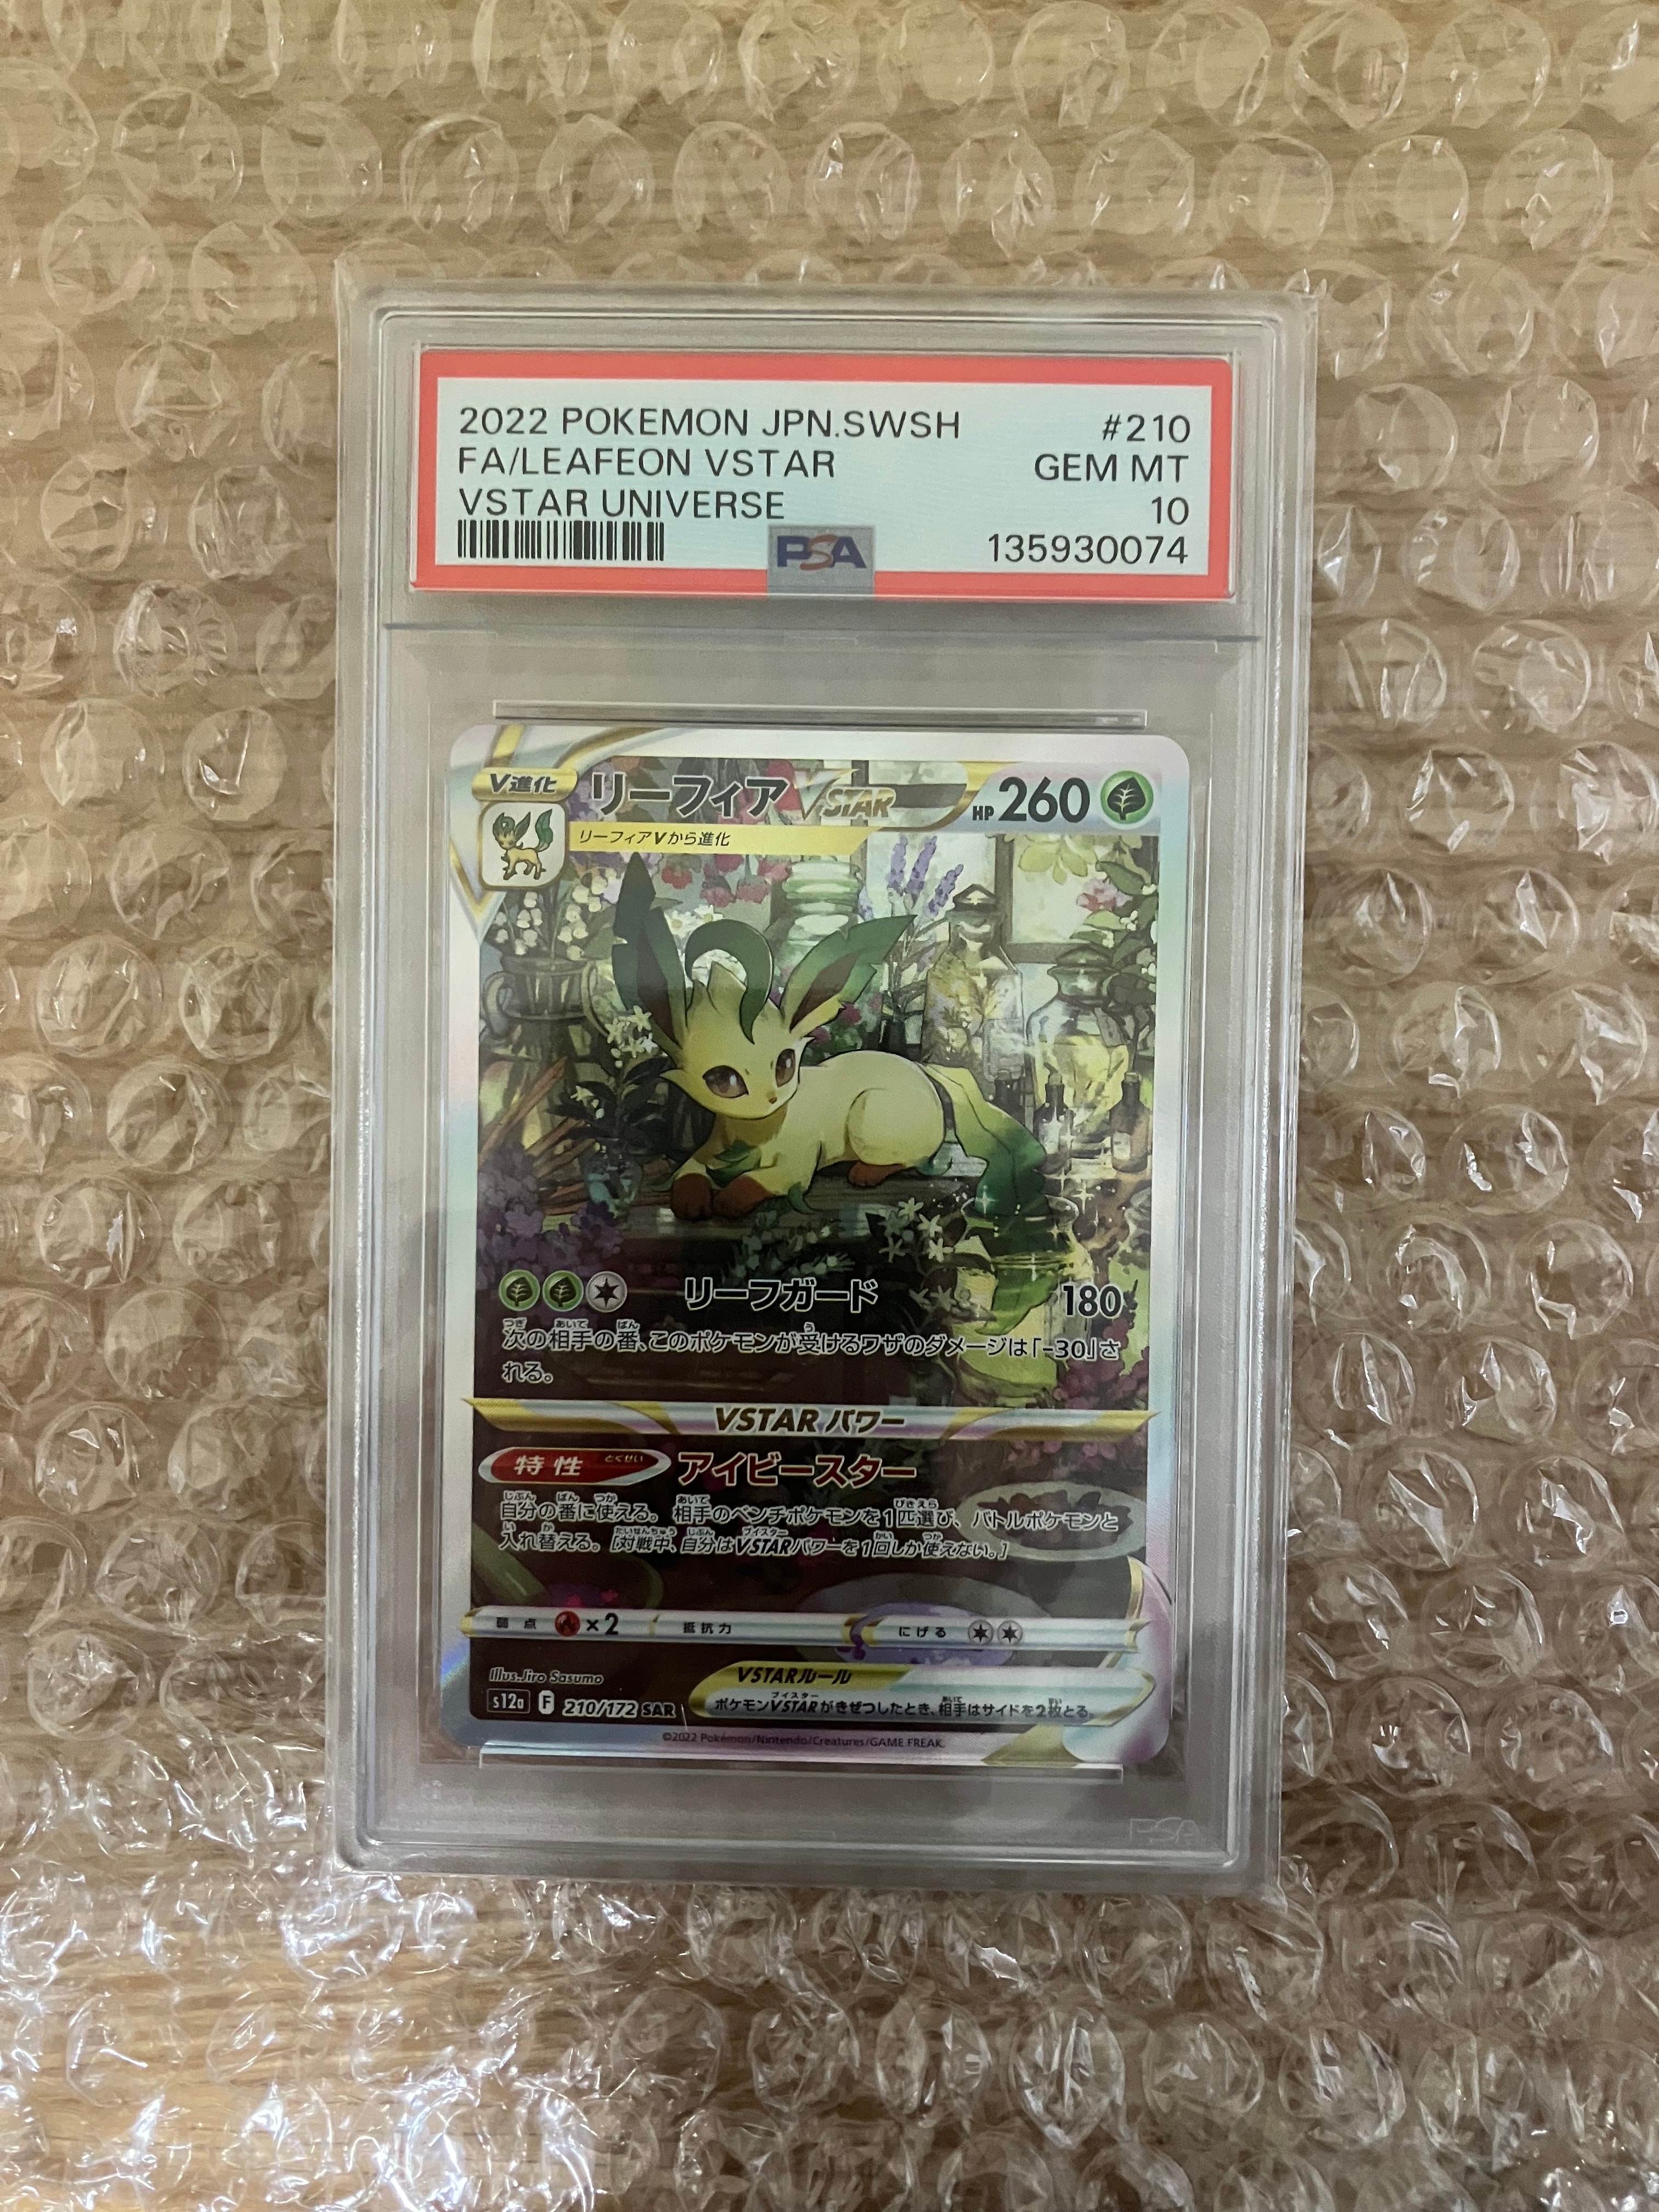 2022 POKEMON JPN.SWSH #210
FA/LEAFEON VSTAR GEM MT
VSTAR UNIVERSE 10
PSA 135930074
V進化 リーフィア VSTAR HP 260
リーフィアVから進化
リーフガード 180
次の相手の番、このポケモンが受けるワザのダメージは「-30」さ
れる。
VSTARパワー
特性 アイビースター
自分の番に使える。相手のベンチポケモンを1匹選び、バトルポケモンと
入れ替える。[対戦中、自分はVSTARパワーを1回しか使えない。]
弱点 ×2 抵抗力 にげる
Illus.Jiro Sasumo VSTARルール
s12a F 210/172 SAR ポケモンVSTARがきぜつしたとき、相手はサイドを2枚とる。
©2022 Pokémon/Nintendo/Creatures/GAME FREAK.
PSA